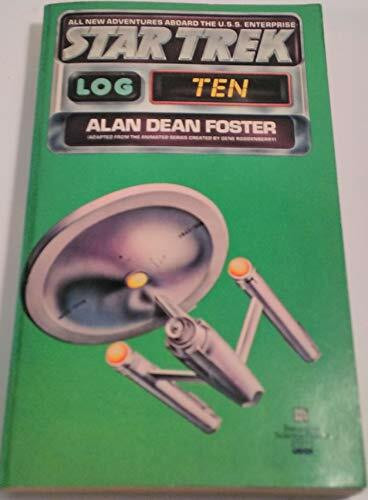 ALL NEW ADVENTURES ABOARD THE U.S.S. ENTERPRISE
STAR TREK
LOG TEN
ALAN DEAN FOSTER
(ADAPTED FROM THE ANIMATED SERIES CREATED BY GENE RODDENBERRY)